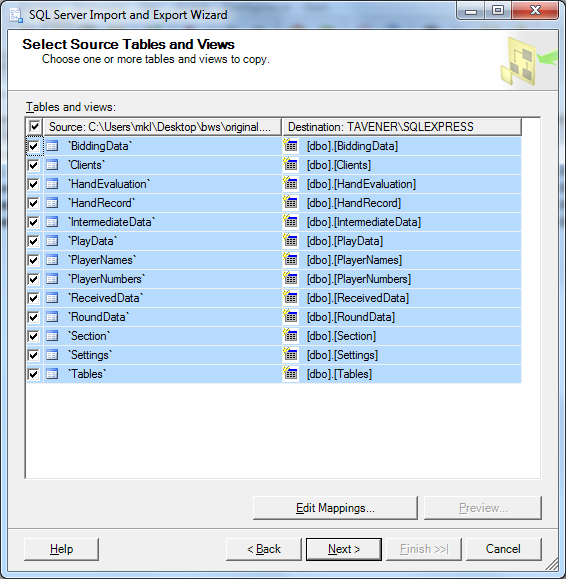 SQL Server Import and Export Wizard
Select Source Tables and Views
Choose one or more tables and views to copy.
Tables and views:
Source: C:\Users\mkl\Desktop\bws\original.... Destination: TAVENER\SQLEXPRESS
`BiddingData` [dbo].[BiddingData]
`Clients` [dbo].[Clients]
`HandEvaluation` [dbo].[HandEvaluation]
`HandRecord` [dbo].[HandRecord]
`IntermediateData` [dbo].[IntermediateData]
`PlayData` [dbo].[PlayData]
`PlayerNames` [dbo].[PlayerNames]
`PlayerNumbers` [dbo].[PlayerNumbers]
`ReceivedData` [dbo].[ReceivedData]
`RoundData` [dbo].[RoundData]
`Section` [dbo].[Section]
`Settings` [dbo].[Settings]
`Tables` [dbo].[Tables]
Edit Mappings... Preview...
Help < Back Next > Finish >>| Cancel